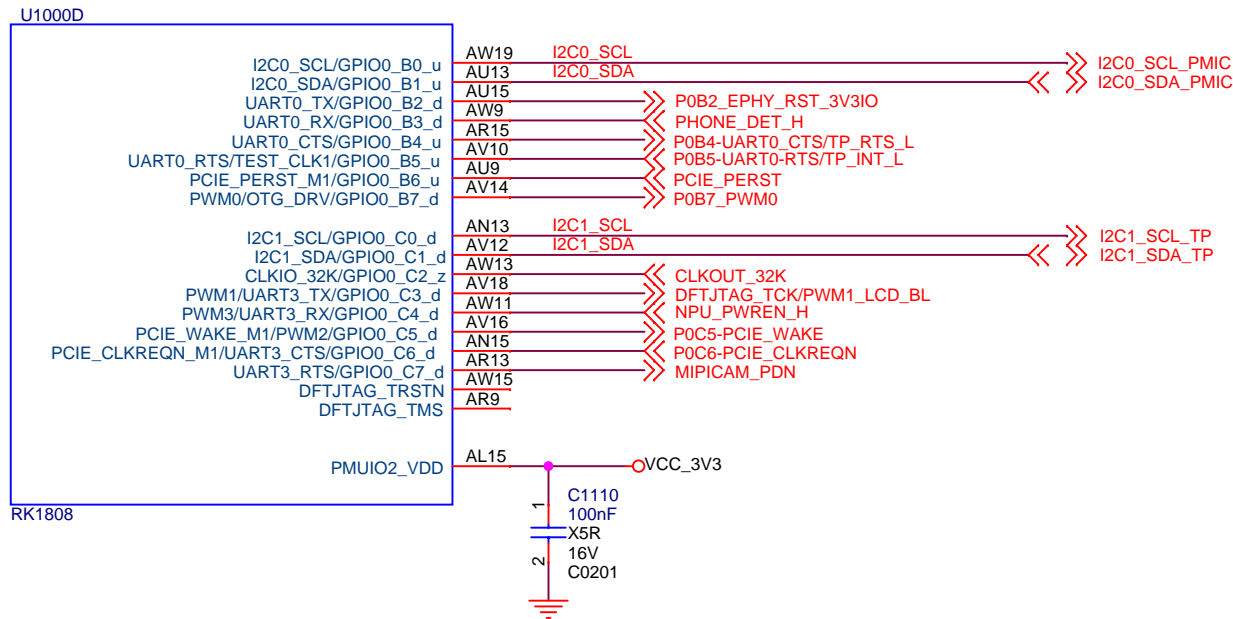 U1000D
I2C0_SCL/GPIO0_B0_u AW19 I2C0_SCL I2C0_SCL_PMIC
I2C0_SDA/GPIO0_B1_u AU13 I2C0_SDA I2C0_SDA_PMIC
UART0_TX/GPIO0_B2_d AU15 P0B2_EPHY_RST_3V3IO
UART0_RX/GPIO0_B3_d AW9 PHONE_DET_H
UART0_CTS/GPIO0_B4_u AR15 P0B4-UART0_CTS/TP_RTS_L
UART0_RTS/TEST_CLK1/GPIO0_B5_u AV10 P0B5-UART0-RTS/TP_INT_L
PCIE_PERST_M1/GPIO0_B6_u AU9 PCIE_PERST
PWM0/OTG_DRV/GPIO0_B7_d AV14 P0B7_PWM0
I2C1_SCL/GPIO0_C0_d AN13 I2C1_SCL I2C1_SCL_TP
I2C1_SDA/GPIO0_C1_d AV12 I2C1_SDA I2C1_SDA_TP
CLKIO_32K/GPIO0_C2_z AW13 CLKOUT_32K
PWM1/UART3_TX/GPIO0_C3_d AV18 DFTJTAG_TCK/PWM1_LCD_BL
PWM3/UART3_RX/GPIO0_C4_d AW11 NPU_PWREN_H
PCIE_WAKE_M1/PWM2/GPIO0_C5_d AV16 P0C5-PCIE_WAKE
PCIE_CLKREQN_M1/UART3_CTS/GPIO0_C6_d AN15 P0C6-PCIE_CLKREQN
UART3_RTS/GPIO0_C7_d AR13 MIPICAM_PDN
DFTJTAG_TRSTN AW15
DFTJTAG_TMS AR9
PMUIO2_VDD AL15 VCC_3V3
RK1808
1 C1110
100nF
X5R
2 16V
C0201